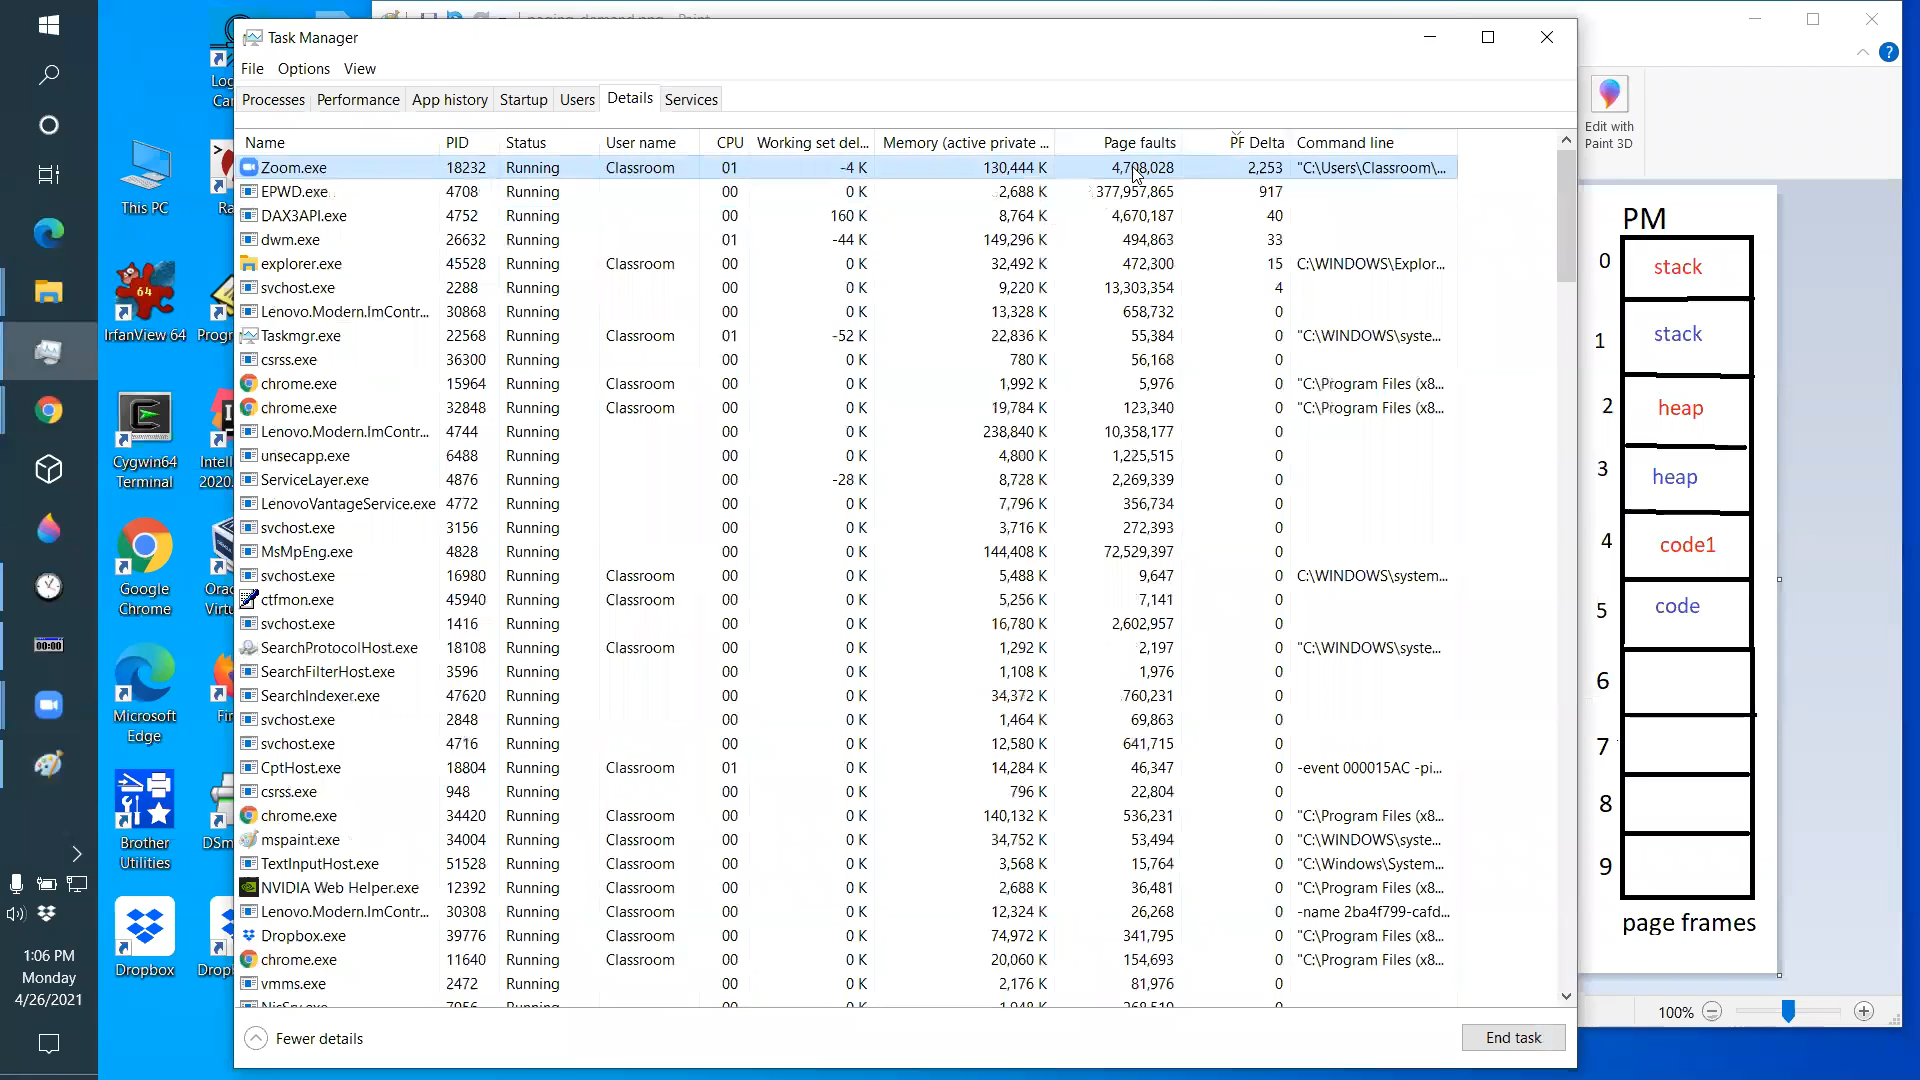 paging-demand.png - Paint
Task Manager
File Options View
Processes Performance App history Startup Users Details Services
Name PID Status User name CPU Working set del... Memory (active private ... Page faults PF Delta Command line
Zoom.exe 18232 Running Classroom 01 -4 K 130,444 K 2,253 "C:\Users\Classroom\...
EPWD.exe 4708 Running 00 0 K 2,688 K 377,957,865 917
DAX3API.exe 4752 Running 00 160 K 8,764 K 4,670,187 40
dwm.exe 26632 Running 01 -44 K 149,296 K 494,863 33
explorer.exe 45528 Running Classroom 00 0 K 32,492 K 472,300 15 C:\WINDOWS\Explor...
svchost.exe 2288 Running 00 0 K 9,220 K 13,303,354 4
Lenovo.Modern.ImContr... 30868 Running 00 0 K 13,328 K 658,732 0
Taskmgr.exe 22568 Running Classroom 01 -52 K 22,836 K 55,384 0 "C:\WINDOWS\syste...
csrss.exe 36300 Running 00 0 K 780 K 56,168 0
chrome.exe 15964 Running Classroom 00 0 K 1,992 K 5,976 0 "C:\Program Files (x8...
chrome.exe 32848 Running Classroom 00 0 K 19,784 K 123,340 0 "C:\Program Files (x8...
Lenovo.Modern.ImContr... 4744 Running 00 0 K 238,840 K 10,358,177 0
unsecapp.exe 6488 Running 00 0 K 4,800 K 1,225,515 0
ServiceLayer.exe 4876 Running 00 -28 K 8,728 K 2,269,339 0
LenovoVantageService.exe 4772 Running 00 0 K 7,796 K 356,734 0
svchost.exe 3156 Running 00 0 K 3,716 K 272,393 0
MsMpEng.exe 4828 Running 00 0 K 144,408 K 72,529,397 0
svchost.exe 16980 Running Classroom 00 0 K 5,488 K 9,647 0 C:\WINDOWS\system...
ctfmon.exe 45940 Running Classroom 00 0 K 5,256 K 7,141 0
svchost.exe 1416 Running 00 0 K 16,780 K 2,602,957 0
SearchProtocolHost.exe 18108 Running Classroom 00 0 K 1,292 K 2,197 0 "C:\WINDOWS\syste...
SearchFilterHost.exe 3596 Running 00 0 K 1,108 K 1,976 0
SearchIndexer.exe 47620 Running 00 0 K 34,372 K 760,231 0
svchost.exe 2848 Running 00 0 K 1,464 K 69,863 0
svchost.exe 4716 Running 00 0 K 12,580 K 641,715 0
CptHost.exe 18804 Running Classroom 01 0 K 14,284 K 46,347 0 -event 000015AC -pi...
csrss.exe 948 Running 00 0 K 796 K 22,804 0
chrome.exe 34420 Running Classroom 00 0 K 140,132 K 536,231 0 "C:\Program Files (x8...
mspaint.exe 34004 Running Classroom 00 0 K 34,752 K 53,494 0 "C:\WINDOWS\syste...
TextInputHost.exe 51528 Running Classroom 00 0 K 3,568 K 15,764 0 "C:\Windows\System...
NVIDIA Web Helper.exe 12392 Running Classroom 00 0 K 2,688 K 36,481 0 "C:\Program Files (x8...
Lenovo.Modern.ImContr... 30308 Running Classroom 00 0 K 12,324 K 26,268 0 -name 2ba4f799-cafd...
Dropbox.exe 39776 Running Classroom 00 0 K 74,972 K 341,795 0 "C:\Program Files (x8...
chrome.exe 11640 Running Classroom 00 0 K 20,060 K 154,693 0 "C:\Program Files (x8...
vmms.exe 2472 Running 00 0 K 2,176 K 81,976 0
Fewer details
End task
This PC
IrfanView 64
Progr
Cygwin64
Terminal
Intell
2020.
Google
Chrome
Orac
Virtu
Microsoft
Edge
Fir
Brother
Utilities
DSm
Dropbox
Drop
00:00
1:06 PM
Monday
4/26/2021
Edit with
Paint 3D
PM
0 stack
1 stack
2 heap
3 heap
4 code1
5 code
6
7
8
9
page frames
100%